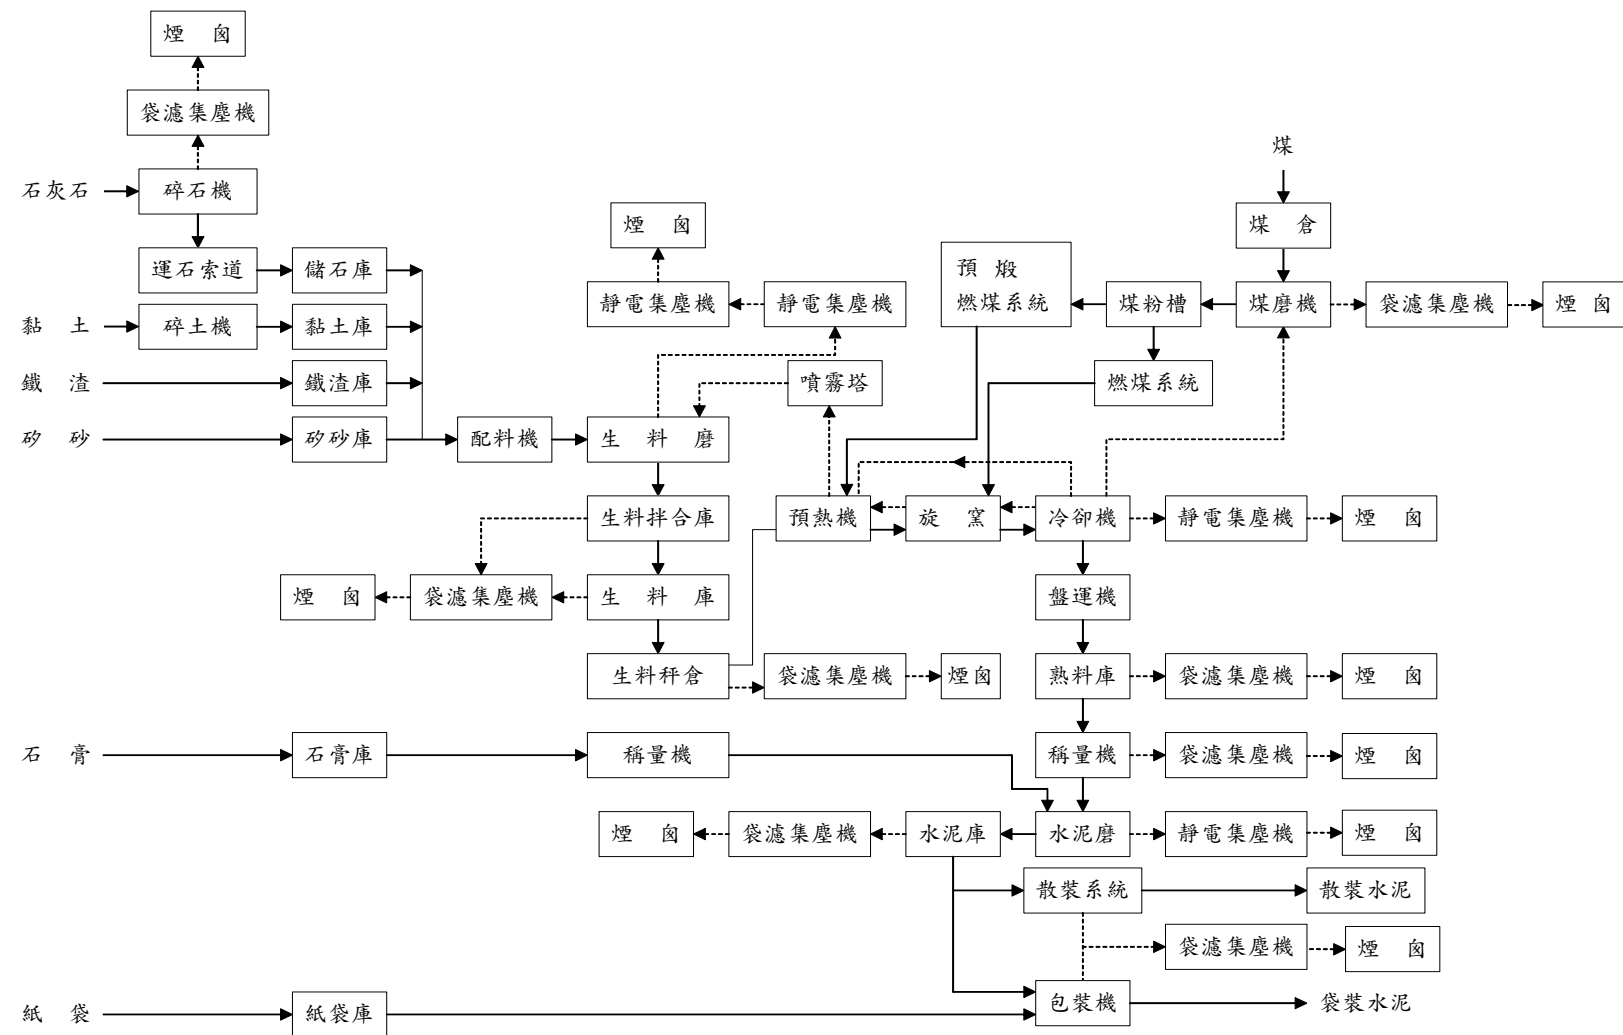 煙 囪
袋濾集塵機
煤
石灰石
碎石機
煙 囪
煤 倉
運石索道
儲石庫
預 煅
燃煤系統
靜電集塵機
靜電集塵機
煤粉槽
煤磨機
袋濾集塵機
煙 囪
黏 土
碎土機
黏土庫
鐵 渣
鐵渣庫
噴霧塔
燃煤系統
矽 砂
矽砂庫
配料機
生 料 磨
生料拌合庫
預熱機
旋 窯
冷卻機
靜電集塵機
煙 囪
煙 囪
袋濾集塵機
生 料 庫
盤運機
生料秤倉
袋濾集塵機
煙囪
熟料庫
袋濾集塵機
煙 囪
石 膏
石膏庫
稱量機
稱量機
袋濾集塵機
煙 囪
煙 囪
袋濾集塵機
水泥庫
水泥磨
靜電集塵機
煙 囪
散裝系統
散裝水泥
袋濾集塵機
煙 囪
紙 袋
紙袋庫
包裝機
袋裝水泥